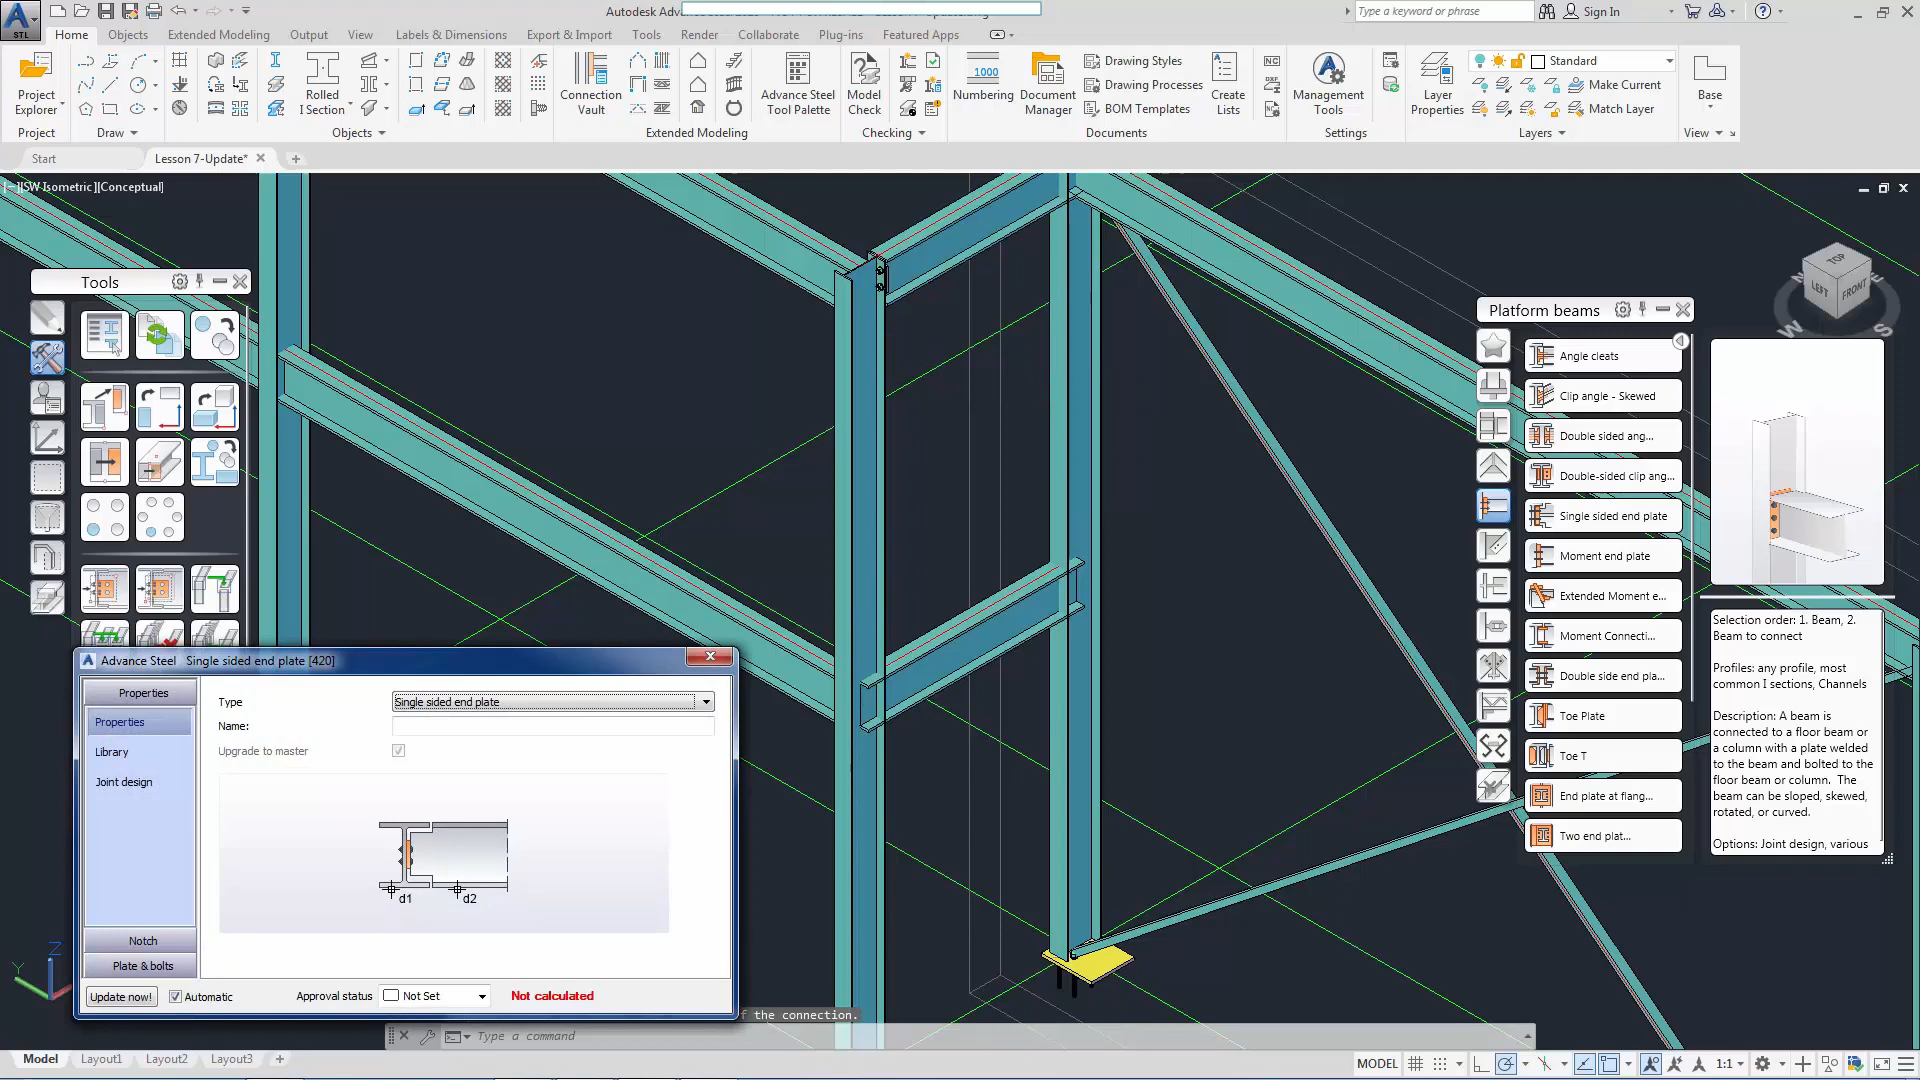 STL
Autodesk Adva
Type a keyword or phrase
Sign In
Home
Objects
Extended Modeling
Output
View
Labels & Dimensions
Export & Import
Tools
Render
Collaborate
Plug-ins
Featured Apps
Project
Explorer
Rolled
I Section
Connection
Vault
Advance Steel
Tool Palette
Model
Check
1000
Numbering
Document
Manager
Drawing Styles
Drawing Processes
BOM Templates
Create
Lists
NC
DXF
NC
Management
Tools
Layer
Properties
Standard
Make Current
Match Layer
Base
Project
Draw
Objects
Extended Modeling
Checking
Documents
Settings
Layers
View
Start
Lesson 7-Update*
[−][SW Isometric][Conceptual]
Tools
Platform beams
TOP
LEFT
FRONT
N
E
W
S
Angle cleats
Clip angle - Skewed
Double sided ang...
Double-sided clip ang...
Single sided end plate
Moment end plate
Extended Moment e...
Moment Connecti...
Double side end pla...
Toe Plate
Toe T
End plate at flang...
Two end plat...
Selection order: 1. Beam, 2.
Beam to connect
Profiles: any profile, most
common I sections, Channels
Description: A beam is
connected to a floor beam or
a column with a plate welded
to the beam and bolted to the
floor beam or column. The
beam can be sloped, skewed,
rotated, or curved.
Options: Joint design, various
Advance Steel Single sided end plate [420]
Properties
Properties
Library
Joint design
Notch
Plate & bolts
Type
Single sided end plate
Name:
Upgrade to master
d1
d2
Update now!
Automatic
Approval status
Not Set
Not calculated
f the connection.
Z
Y
Type a command
Model
Layout1
Layout2
Layout3
MODEL
1:1